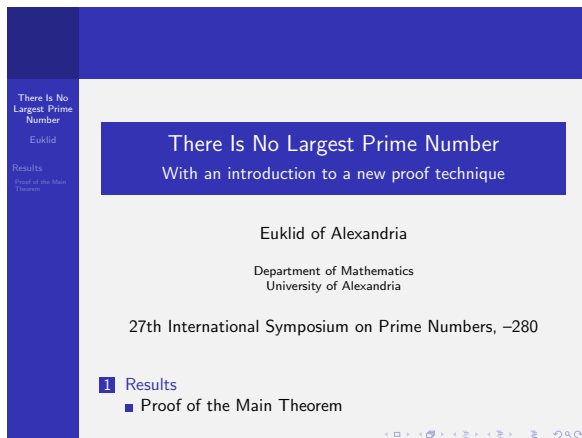 There Is No
Largest Prime
Number
Euklid
Results
Proof of the Main
Theorem
There Is No Largest Prime Number
With an introduction to a new proof technique
Euklid of Alexandria
Department of Mathematics
University of Alexandria
27th International Symposium on Prime Numbers, –280
1 Results
Proof of the Main Theorem